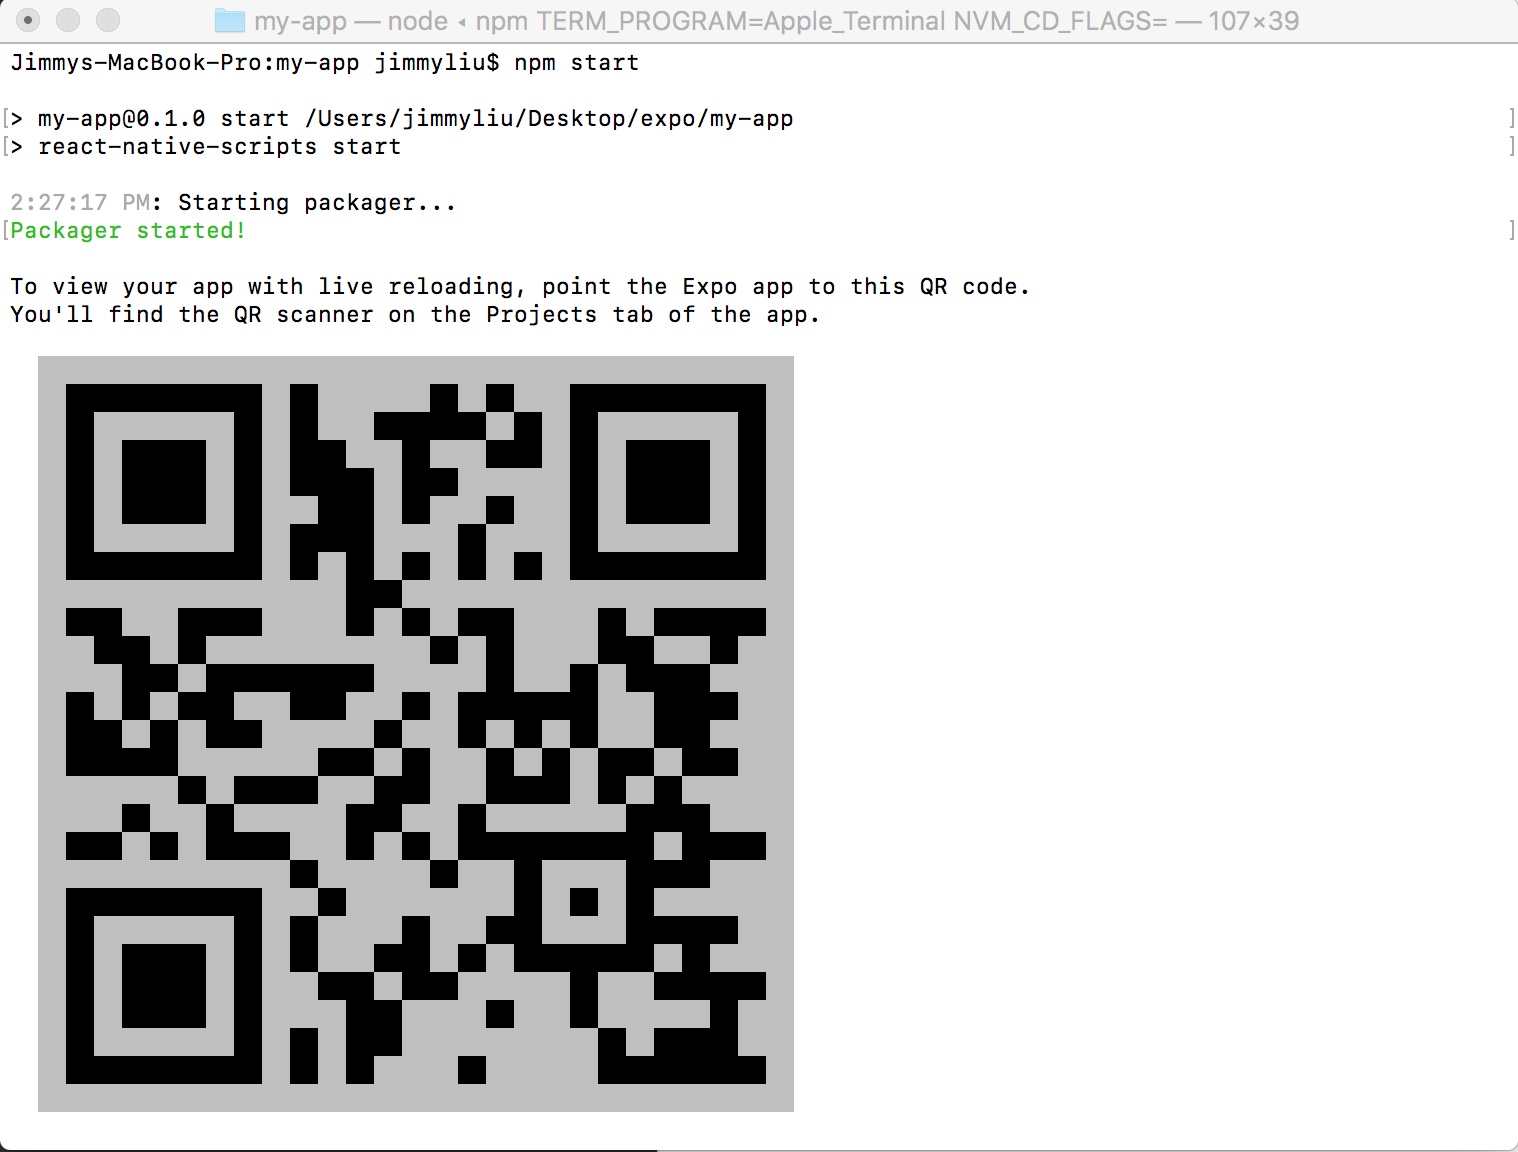 my-app — node ◂ npm TERM_PROGRAM=Apple_Terminal NVM_CD_FLAGS= — 107×39
Jimmys-MacBook-Pro:my-app jimmyliu$ npm start
[> my-app@0.1.0 start /Users/jimmyliu/Desktop/expo/my-app ]
[> react-native-scripts start ]
2:27:17 PM: Starting packager...
[Packager started! ]
To view your app with live reloading, point the Expo app to this QR code.
You'll find the QR scanner on the Projects tab of the app.